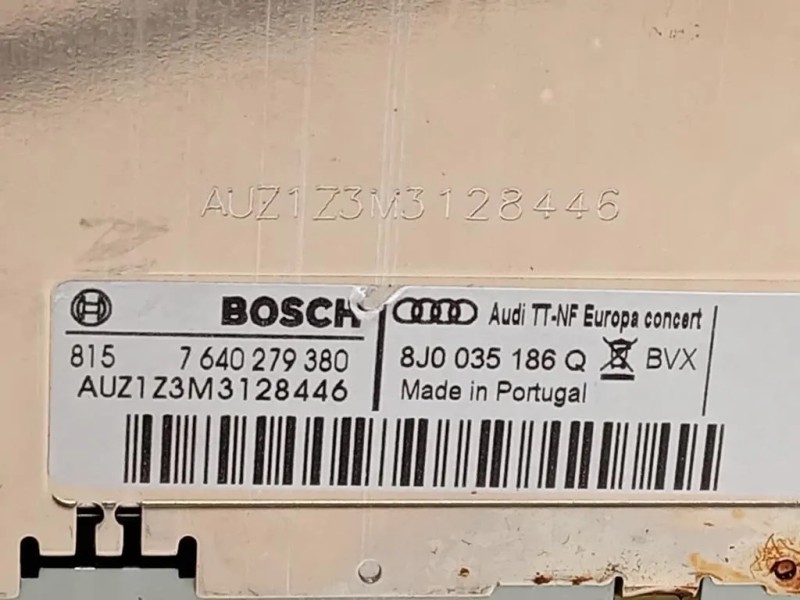 AUZ1Z3M3128446
BOSCH
815 7 640 279 380
AUZ1Z3M3128446
Audi TT-NF Europa concert
8J0 035 186 Q BVX
Made in Portugal